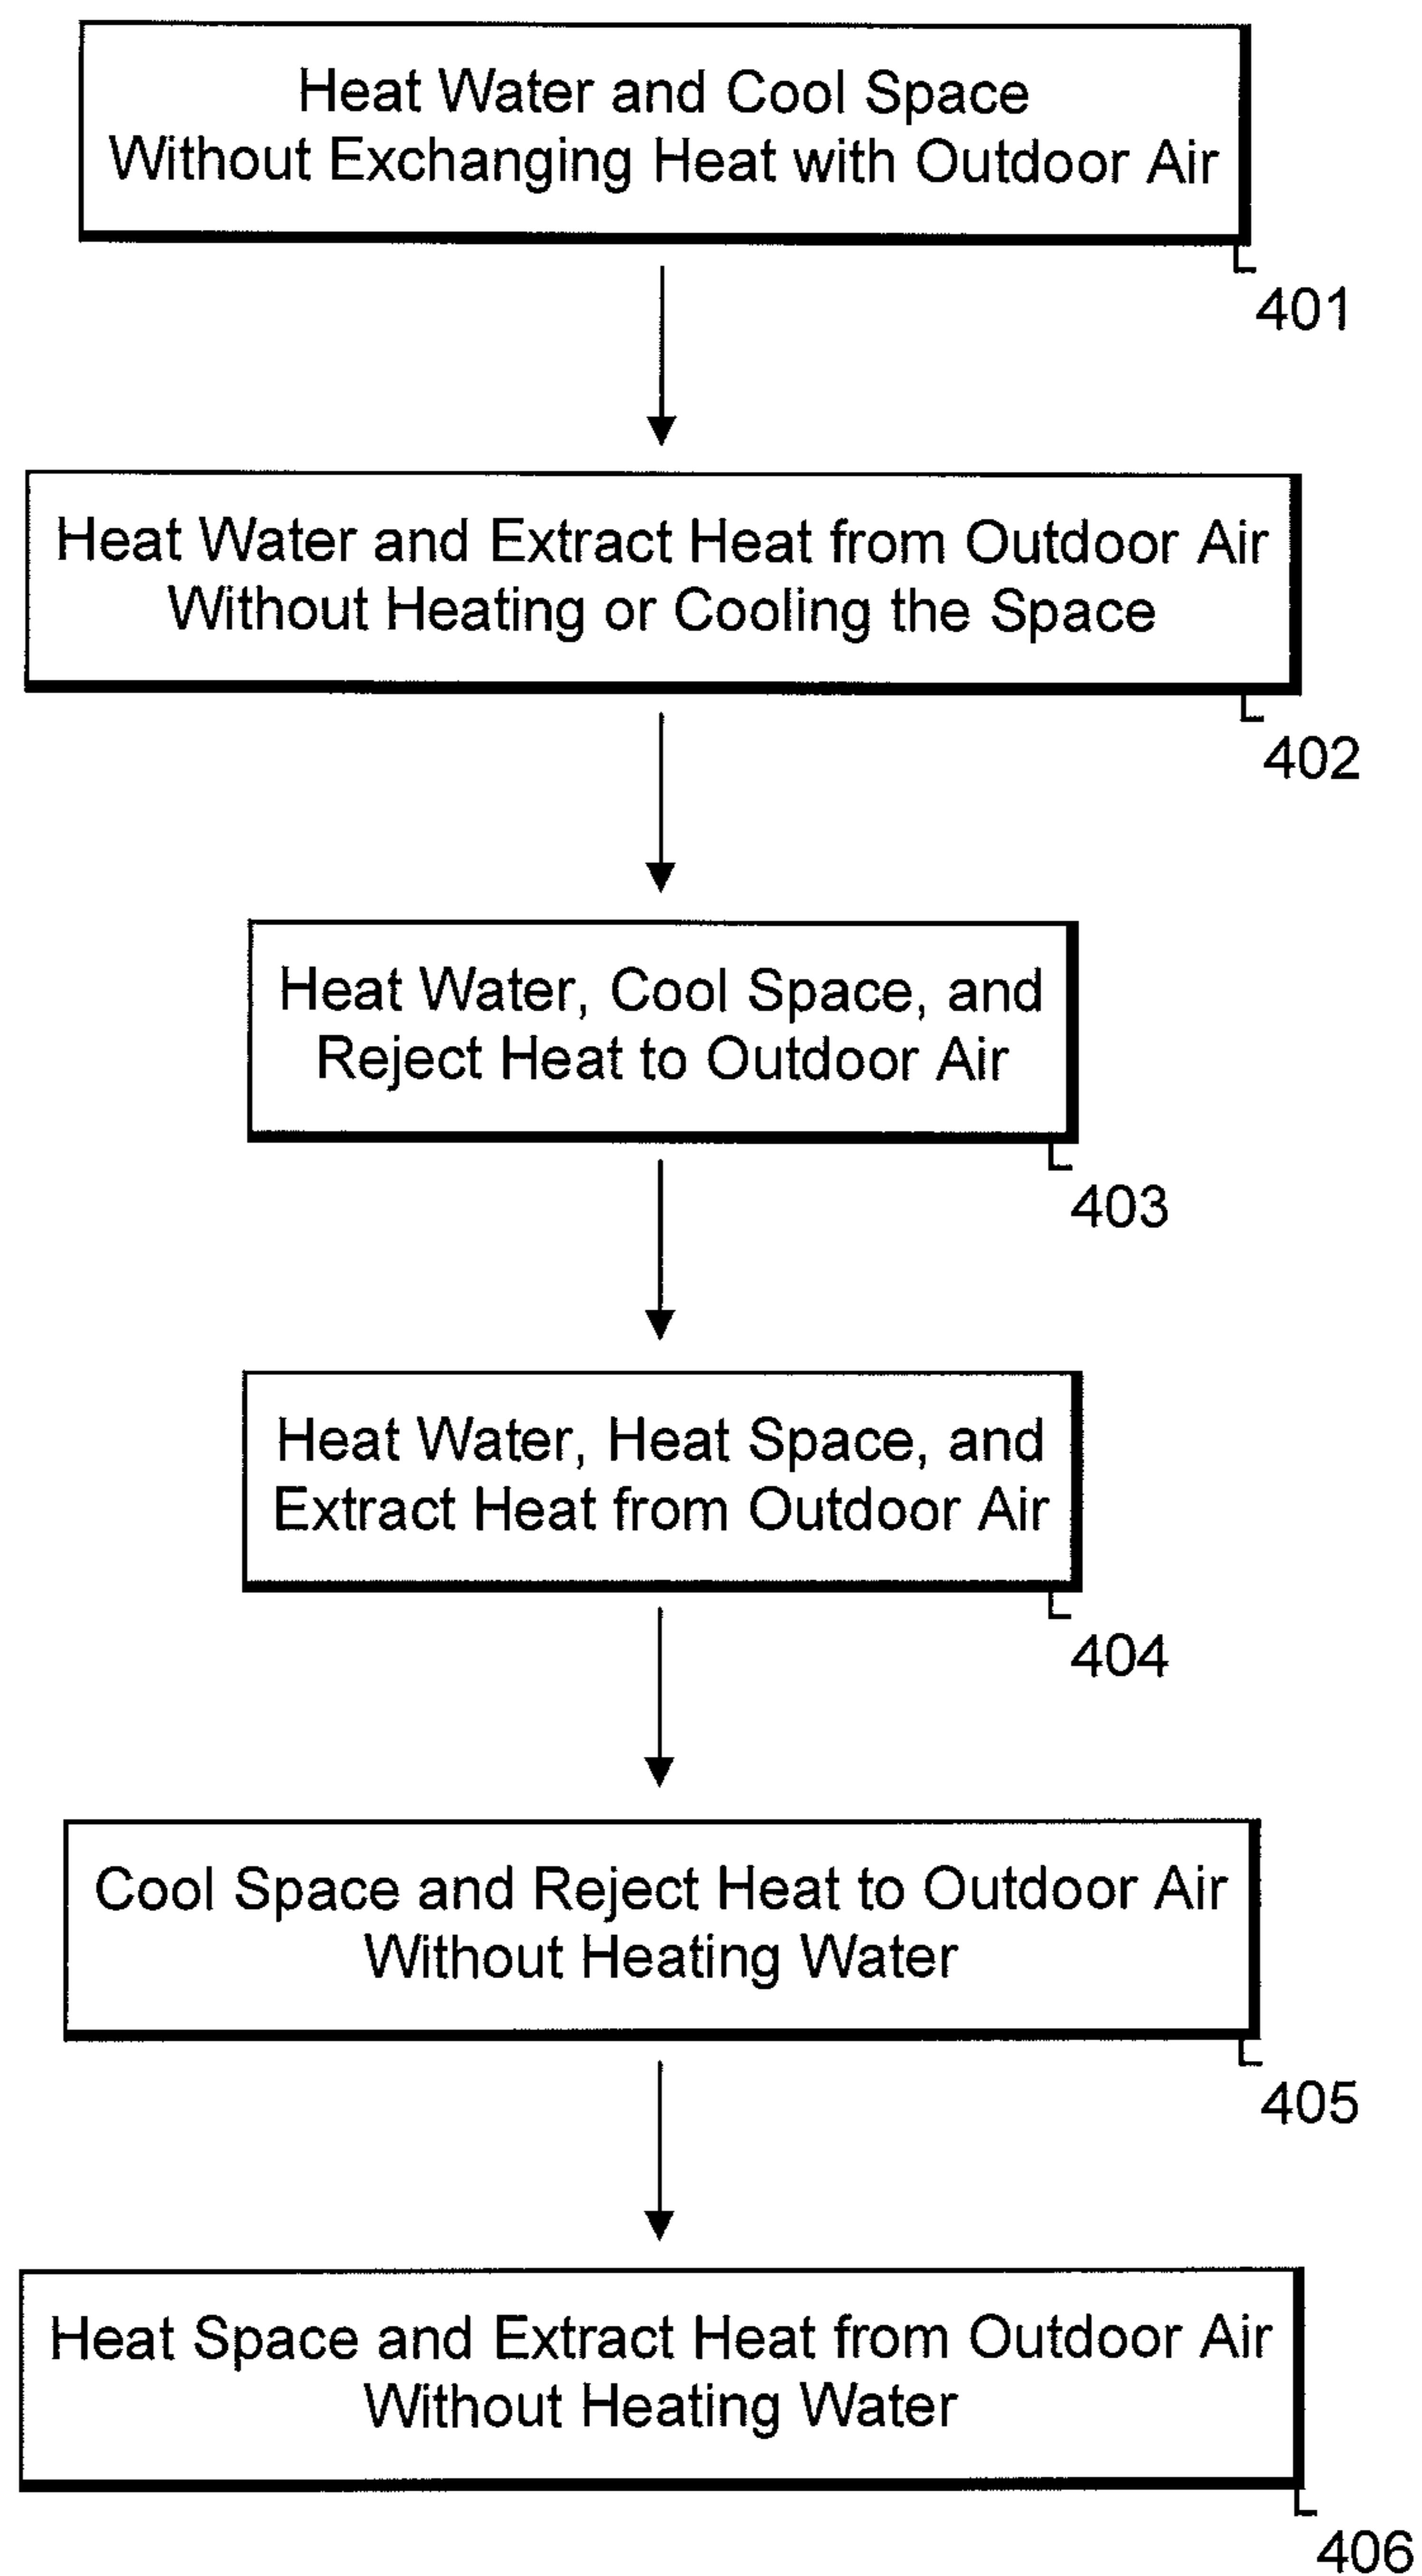 Heat Water and Cool Space
Without Exchanging Heat with Outdoor Air
401
Heat Water and Extract Heat from Outdoor Air
Without Heating or Cooling the Space
402
Heat Water, Cool Space, and
Reject Heat to Outdoor Air
403
Heat Water, Heat Space, and
Extract Heat from Outdoor Air
404
Cool Space and Reject Heat to Outdoor Air
Without Heating Water
405
Heat Space and Extract Heat from Outdoor Air
Without Heating Water
406